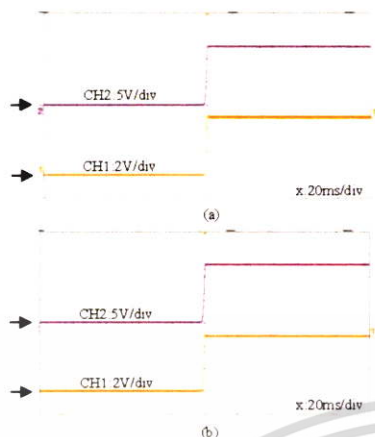 CH2 5V/div
CH1 2V/div
x 20ms/div
(a)
CH2:5V/div
CH1 2V/div
x:20ms/div
(b)